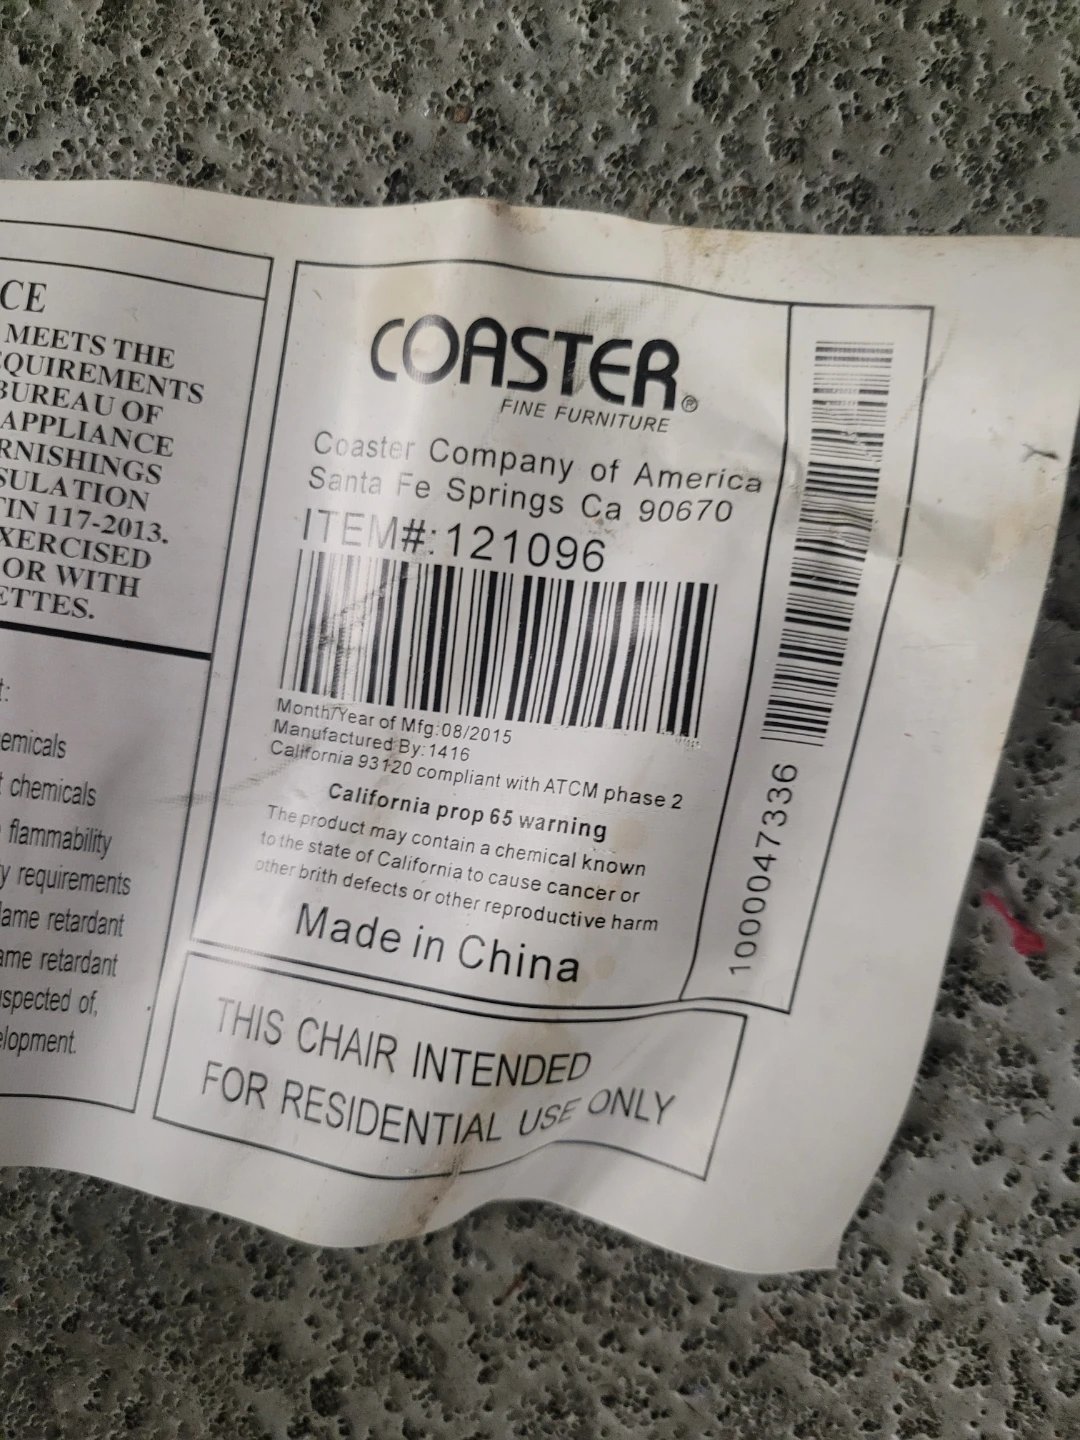 CE
MEETS THE
QUIREMENTS
BUREAU OF
APPLIANCE
RNISHINGS
SULATION
TIN 117-2013.
XERCISED
OR WITH
ETTES.
t:
emicals
t chemicals
flammability
y requirements
lame retardant
ame retardant
spected of,
elopment.
COASTER®
FINE FURNITURE
Coaster Company of America
Santa Fe Springs Ca 90670
ITEM#:121096
Month/Year of Mfg:08/2015
Manufactured By:1416
California 93120 compliant with ATCM phase 2
California prop 65 warning
The product may contain a chemical known
to the state of California to cause cancer or
other brith defects or other reproductive harm
Made in China
1000047336
THIS CHAIR INTENDED
FOR RESIDENTIAL USE ONLY